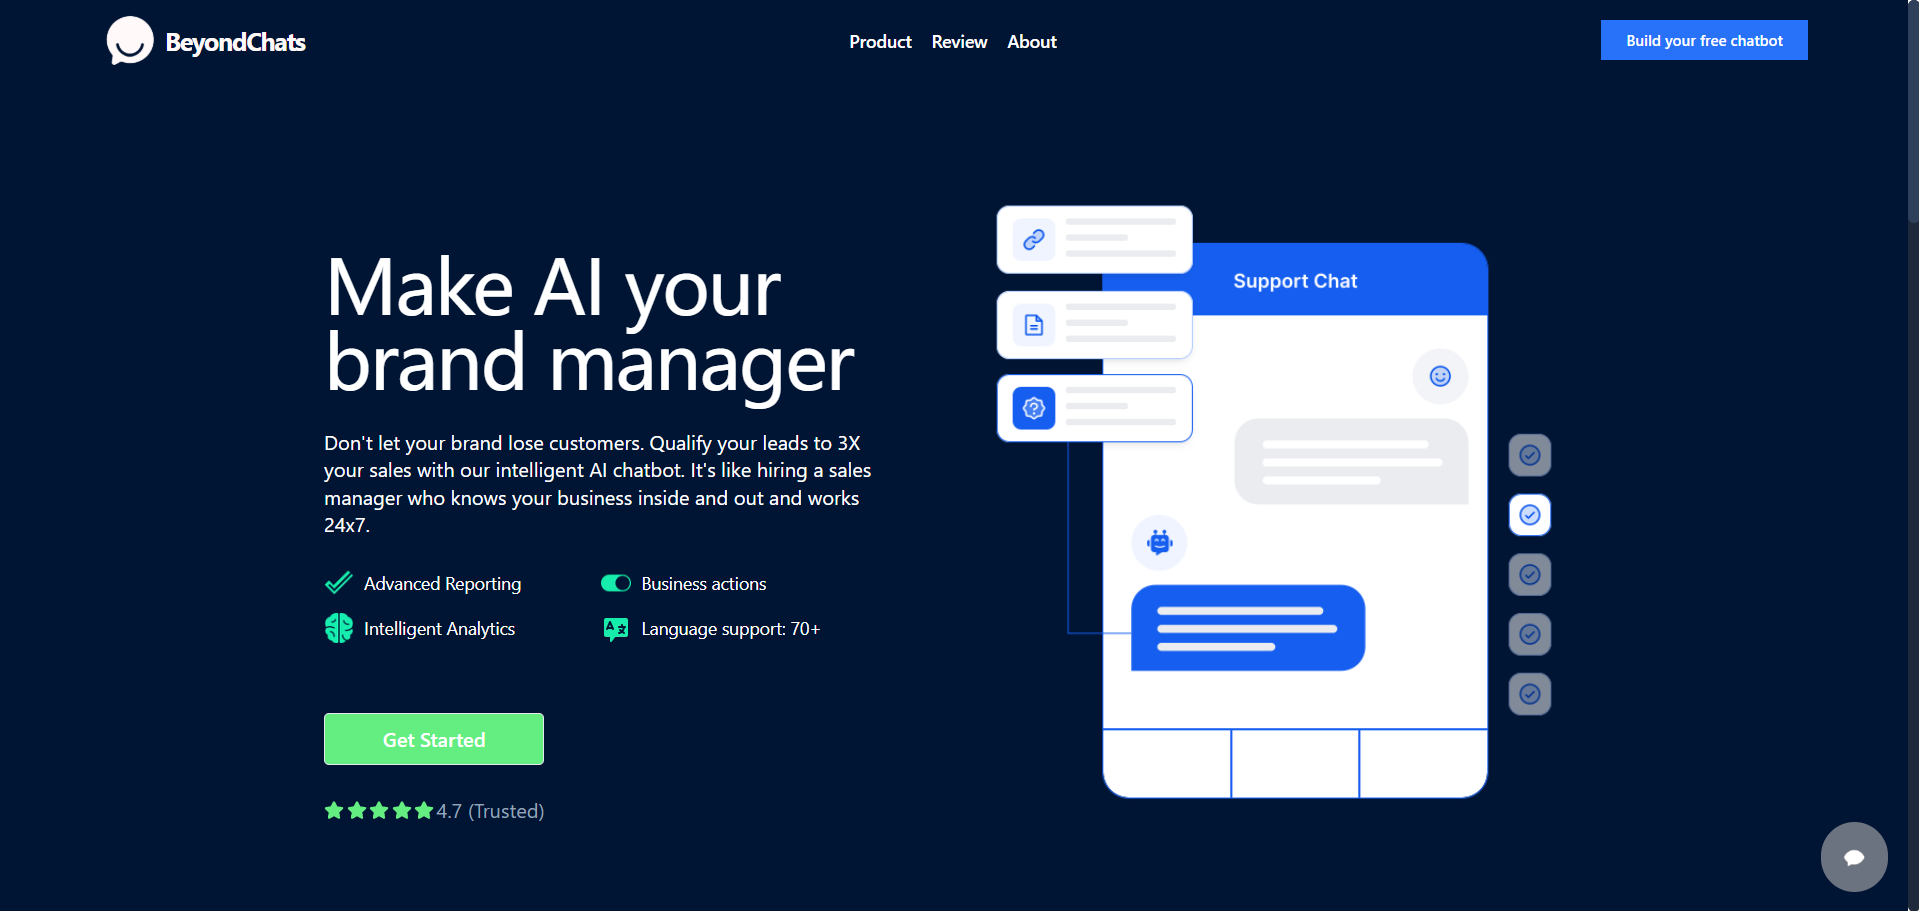 BeyondChats
Product Review About
Build your free chatbot
Make AI your
brand manager
Don't let your brand lose customers. Qualify your leads to 3X
your sales with our intelligent AI chatbot. It's like hiring a sales
manager who knows your business inside and out and works
24x7.
Advanced Reporting
Business actions
Intelligent Analytics
Language support: 70+
Get Started
4.7 (Trusted)
Support Chat